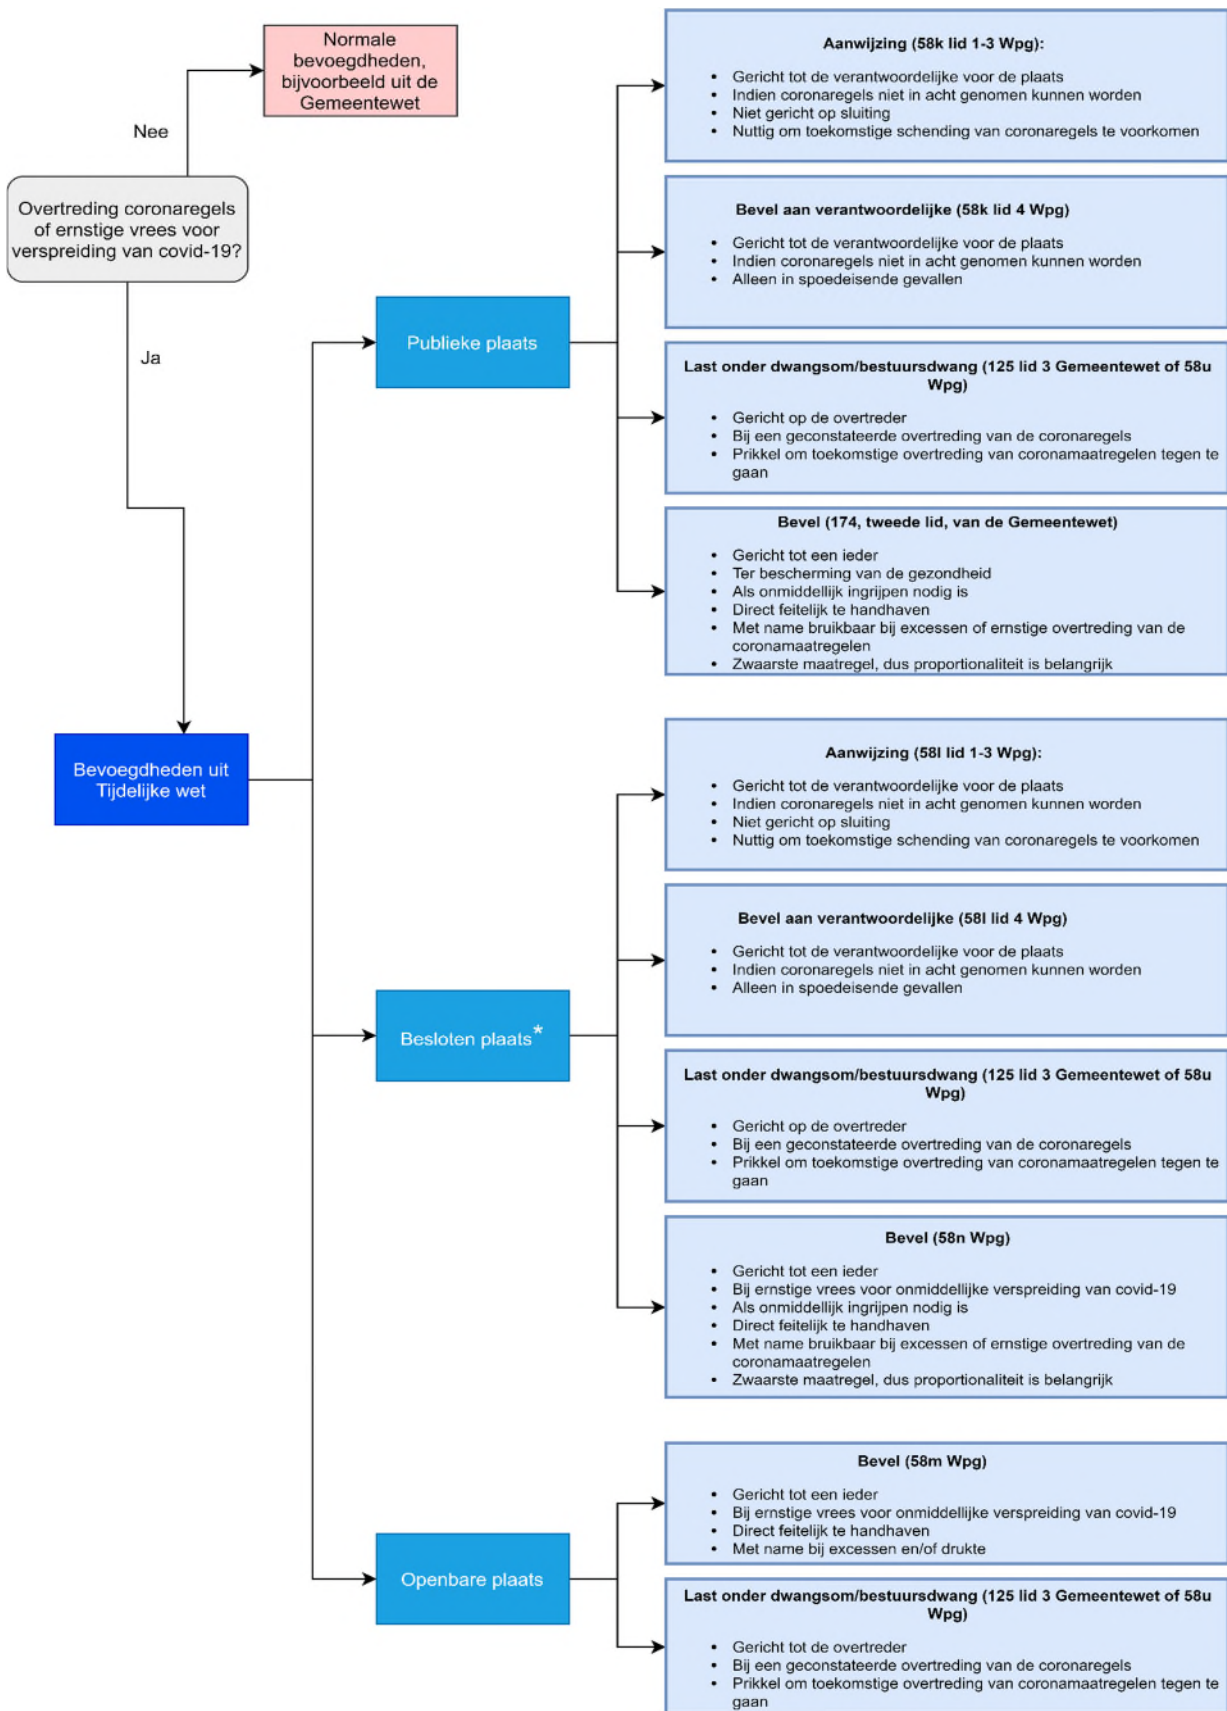 Normale
bevoegdheden,
bijvoorbeeld uit de
Gemeentewet
Nee
Overtreding coronaregels
of ernstige vrees voor
verspreiding van covid-19?
Ja
Bevoegdheden uit
Tijdelijke wet
Publieke plaats
Aanwijzing (58k lid 1-3 Wpg):
• Gericht tot de verantwoordelijke voor de plaats
• Indien coronaregels niet in acht genomen kunnen worden
• Niet gericht op sluiting
• Nuttig om toekomstige schending van coronaregels te voorkomen
Bevel aan verantwoordelijke (58k lid 4 Wpg)
• Gericht tot de verantwoordelijke voor de plaats
• Indien coronaregels niet in acht genomen kunnen worden
• Alleen in spoedeisende gevallen
Last onder dwangsom/bestuursdwang (125 lid 3 Gemeentewet of 58u
Wpg)
• Gericht op de overtreder
• Bij een geconstateerde overtreding van de coronaregels
• Prikkel om toekomstige overtreding van coronamaatregelen tegen te
gaan
Bevel (174, tweede lid, van de Gemeentewet)
• Gericht tot een ieder
• Ter bescherming van de gezondheid
• Als onmiddellijk ingrijpen nodig is
• Direct feitelijk te handhaven
• Met name bruikbaar bij excessen of ernstige overtreding van de
coronamaatregelen
• Zwaarste maatregel, dus proportionaliteit is belangrijk
Besloten plaats*
Aanwijzing (58l lid 1-3 Wpg):
• Gericht tot de verantwoordelijke voor de plaats
• Indien coronaregels niet in acht genomen kunnen worden
• Niet gericht op sluiting
• Nuttig om toekomstige schending van coronaregels te voorkomen
Bevel aan verantwoordelijke (58l lid 4 Wpg)
• Gericht tot de verantwoordelijke voor de plaats
• Indien coronaregels niet in acht genomen kunnen worden
• Alleen in spoedeisende gevallen
Last onder dwangsom/bestuursdwang (125 lid 3 Gemeentewet of 58u
Wpg)
• Gericht op de overtreder
• Bij een geconstateerde overtreding van de coronaregels
• Prikkel om toekomstige overtreding van coronamaatregelen tegen te
gaan
Bevel (58n Wpg)
• Gericht tot een ieder
• Bij ernstige vrees voor onmiddellijke verspreiding van covid-19
• Als onmiddellijk ingrijpen nodig is
• Direct feitelijk te handhaven
• Met name bruikbaar bij excessen of ernstige overtreding van de
coronamaatregelen
• Zwaarste maatregel, dus proportionaliteit is belangrijk
Openbare plaats
Bevel (58m Wpg)
• Gericht tot een ieder
• Bij ernstige vrees voor onmiddellijke verspreiding van covid-19
• Direct feitelijk te handhaven
• Met name bij excessen en/of drukte
Last onder dwangsom/bestuursdwang (125 lid 3 Gemeentewet of 58u
Wpg)
• Gericht tot de overtreder
• Bij een geconstateerde overtreding van de coronaregels
• Prikkel om toekomstige overtreding van coronamaatregelen tegen te
gaan